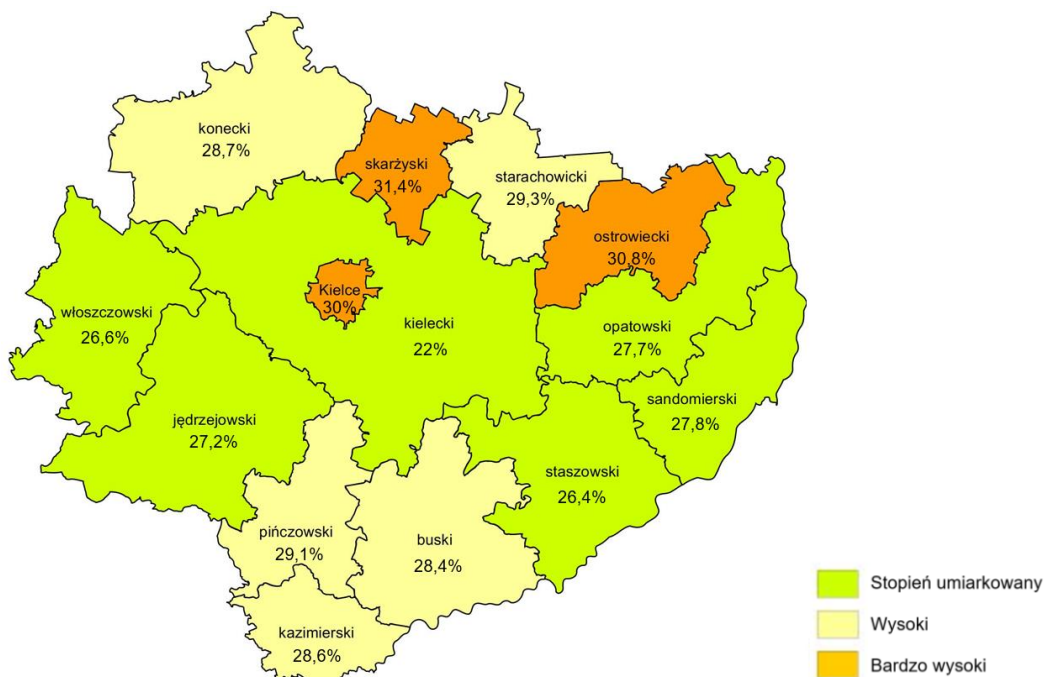 konecki
28,7%
skarżyski
31,4%
starachowicki
29,3%
ostrowiecki
30,8%
Kielce
30%
włoszczowski
26,6%
kielecki
22%
opatowski
27,7%
jędrzejowski
27,2%
sandomierski
27,8%
staszowski
26,4%
pińczowski
29,1%
buski
28,4%
kazimierski
28,6%
Stopień umiarkowany
Wysoki
Bardzo wysoki